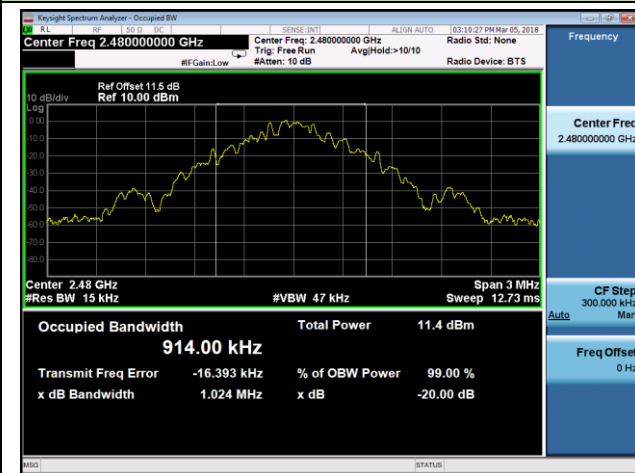 Keysight Spectrum Analyzer - Occupied BW
RL RF 50 Ω DC SENSE:INT ALIGN AUTO 03:10:27 PM Mar 05, 2018
Center Freq 2.480000000 GHz
Center Freq: 2.480000000 GHz
Radio Std: None
Trig: Free Run Avg|Hold:>10/10
#IFGain:Low
#Atten: 10 dB
Radio Device: BTS
Ref Offset 11.5 dB
10 dB/div Ref 10.00 dBm
Log
0.00
-10.0
-20.0
-30.0
-40.0
-50.0
-60.0
-70.0
-80.0
Center 2.48 GHz Span 3 MHz
#Res BW 15 kHz #VBW 47 kHz Sweep 12.73 ms
Occupied Bandwidth Total Power 11.4 dBm
914.00 kHz
Transmit Freq Error -16.393 kHz % of OBW Power 99.00 %
x dB Bandwidth 1.024 MHz x dB -20.00 dB
MSG STATUS
Frequency
Center Freq
2.480000000 GHz
CF Step
300.000 kHz
Auto Man
Freq Offset
0 Hz